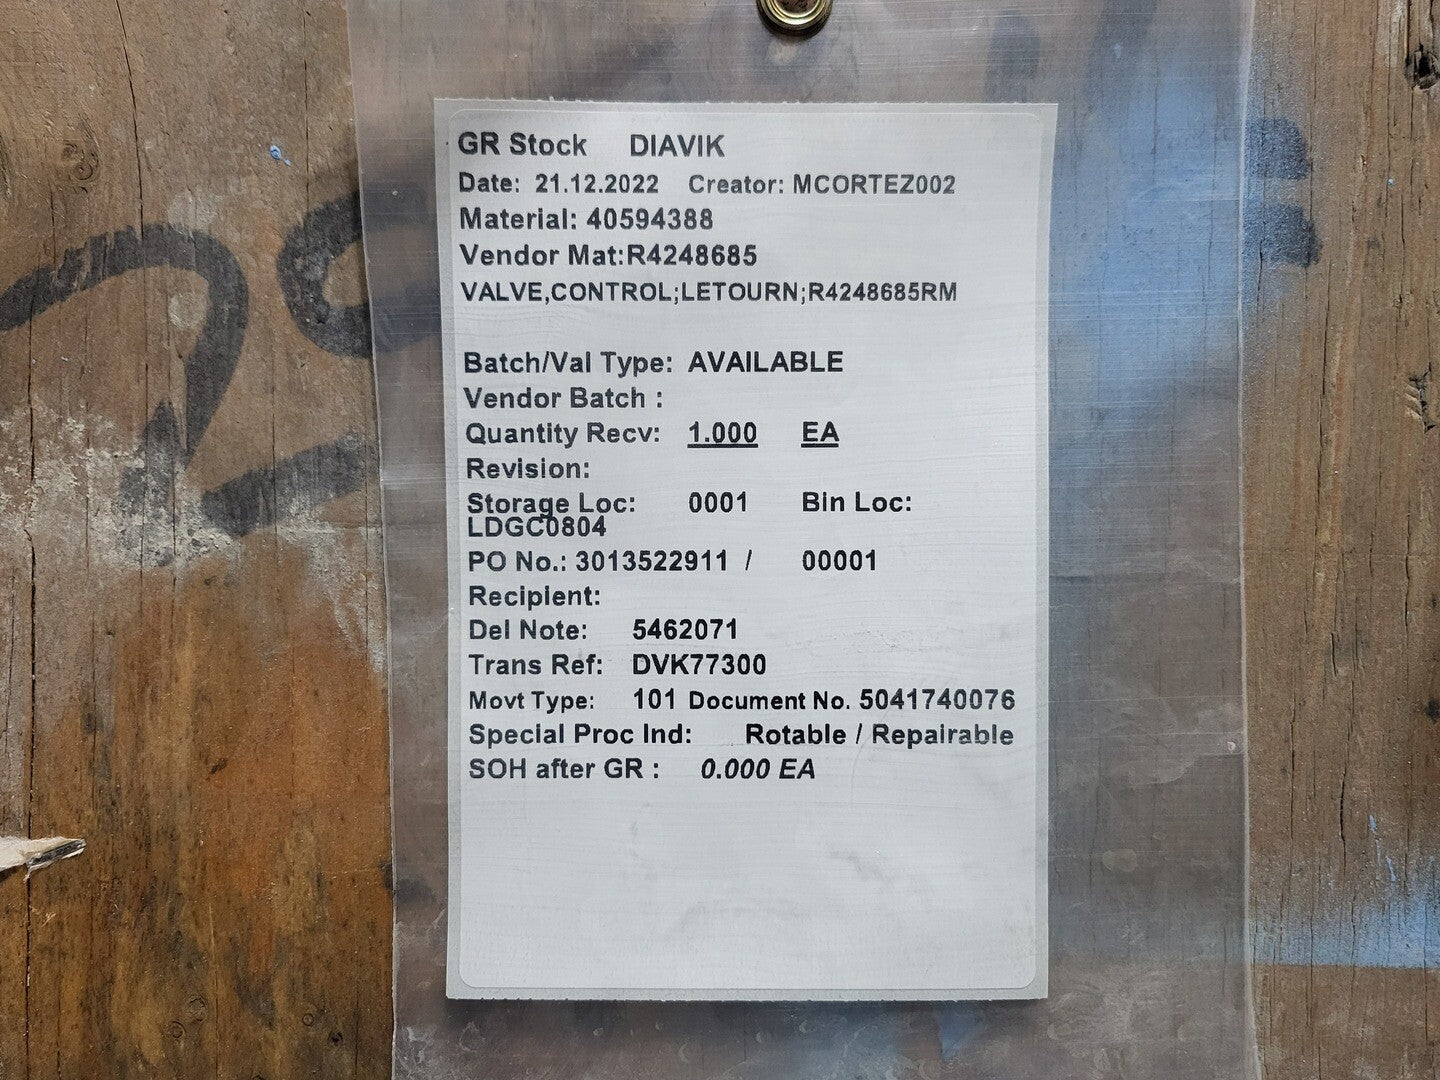 GR Stock DIAVIK
Date: 21.12.2022 Creator: MCORTEZ002
Material: 40594388
Vendor Mat:R4248685
VALVE,CONTROL;LETOURN;R4248685RM
Batch/Val Type: AVAILABLE
Vendor Batch :
Quantity Recv: 1.000 EA
Revision:
Storage Loc: 0001 Bin Loc:
LDGC0804
PO No.: 3013522911 / 00001
Recipient:
Del Note: 5462071
Trans Ref: DVK77300
Movt Type: 101 Document No. 5041740076
Special Proc Ind: Rotable / Repairable
SOH after GR : 0.000 EA